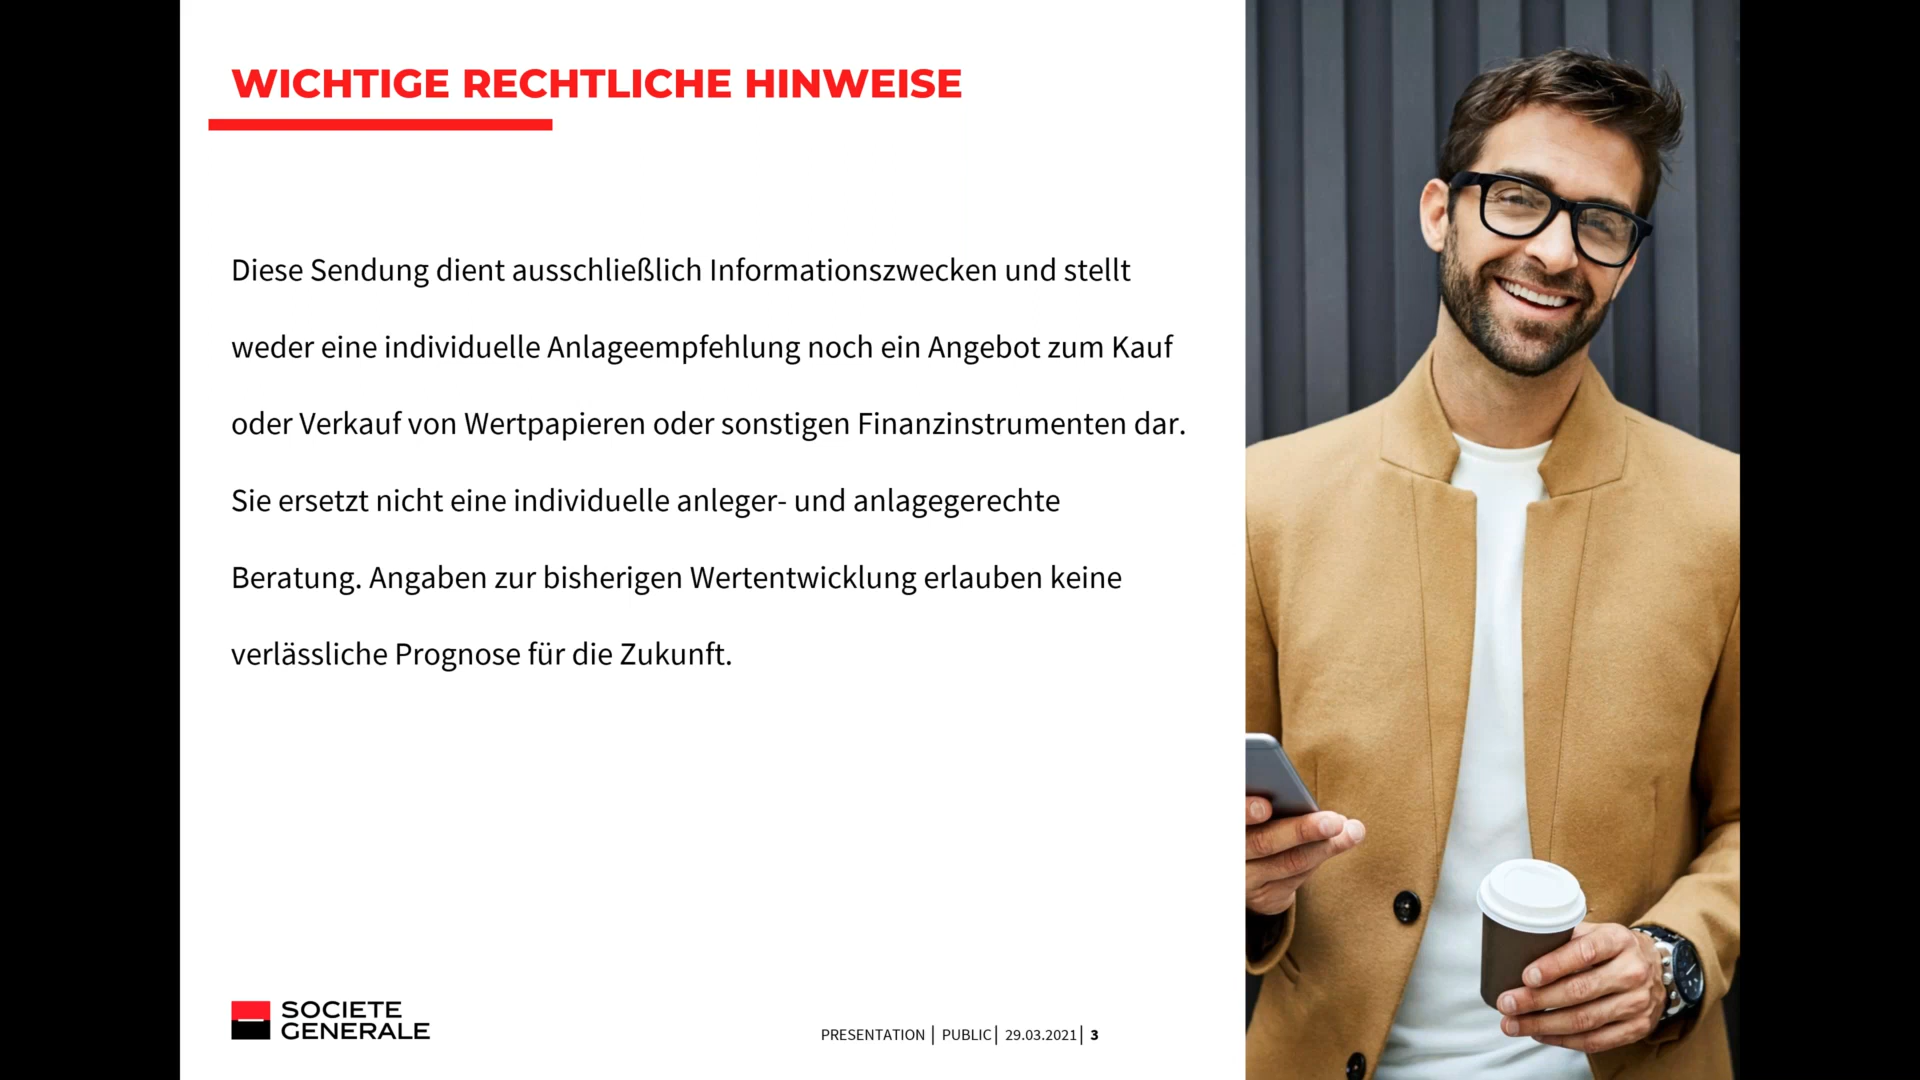 WICHTIGE RECHTLICHE HINWEISE
Diese Sendung dient ausschließlich Informationszwecken und stellt
weder eine individuelle Anlageempfehlung noch ein Angebot zum Kauf
oder Verkauf von Wertpapieren oder sonstigen Finanzinstrumenten dar.
Sie ersetzt nicht eine individuelle anleger- und anlagegerechte
Beratung. Angaben zur bisherigen Wertentwicklung erlauben keine
verlässliche Prognose für die Zukunft.
SOCIETE
GENERALE
PRESENTATION | PUBLIC | 29.03.2021 | 3